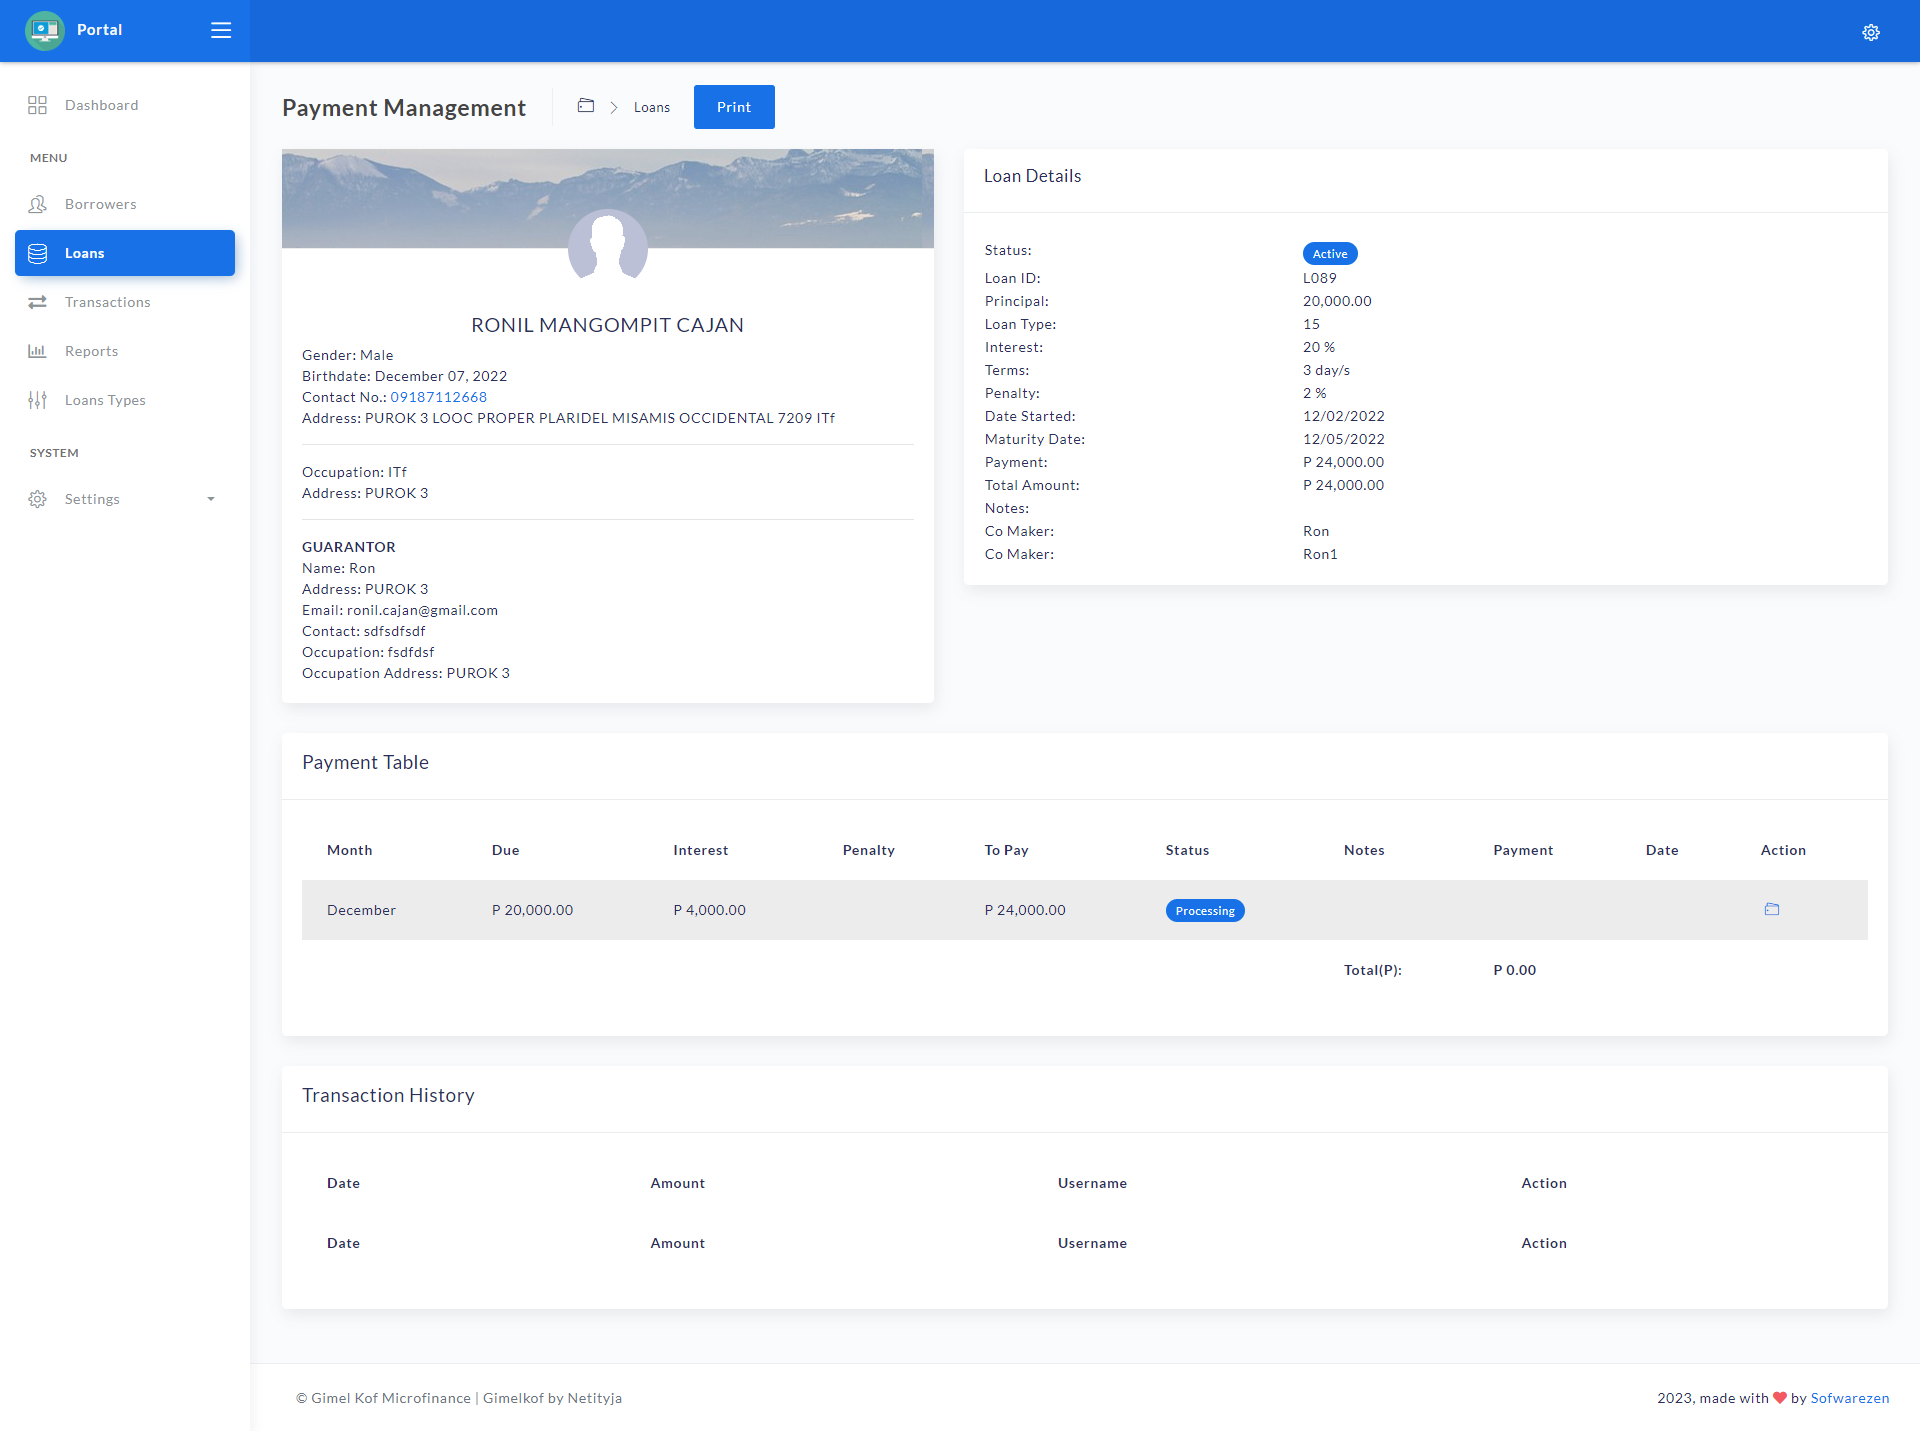 Portal
Dashboard
MENU
Borrowers
Loans
Transactions
Reports
Loans Types
SYSTEM
Settings
Payment Management
Loans
Print
RONIL MANGOMPIT CAJAN
Gender: Male
Birthdate: December 07, 2022
Contact No.: 09187112668
Address: PUROK 3 LOOC PROPER PLARIDEL MISAMIS OCCIDENTAL 7209 ITf
Occupation: ITf
Address: PUROK 3
GUARANTOR
Name: Ron
Address: PUROK 3
Email: ronil.cajan@gmail.com
Contact: sdfsdfsdf
Occupation: fsdfdsf
Occupation Address: PUROK 3
Loan Details
Status: Active
Loan ID: L089
Principal: 20,000.00
Loan Type: 15
Interest: 20 %
Terms: 3 day/s
Penalty: 2 %
Date Started: 12/02/2022
Maturity Date: 12/05/2022
Payment: P 24,000.00
Total Amount: P 24,000.00
Notes:
Co Maker: Ron
Co Maker: Ron1
Payment Table
Month Due Interest Penalty To Pay Status Notes Payment Date Action
December P 20,000.00 P 4,000.00 P 24,000.00 Processing
Total(P): P 0.00
Transaction History
Date Amount Username Action
Date Amount Username Action
© Gimel Kof Microfinance | Gimelkof by Netityja
2023, made with ❤ by Sofwarezen